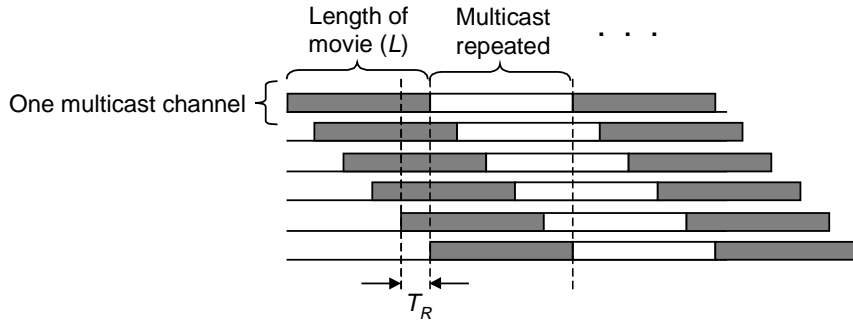 Length of
movie (L)
Multicast
repeated
. . .
One multicast channel
T_R